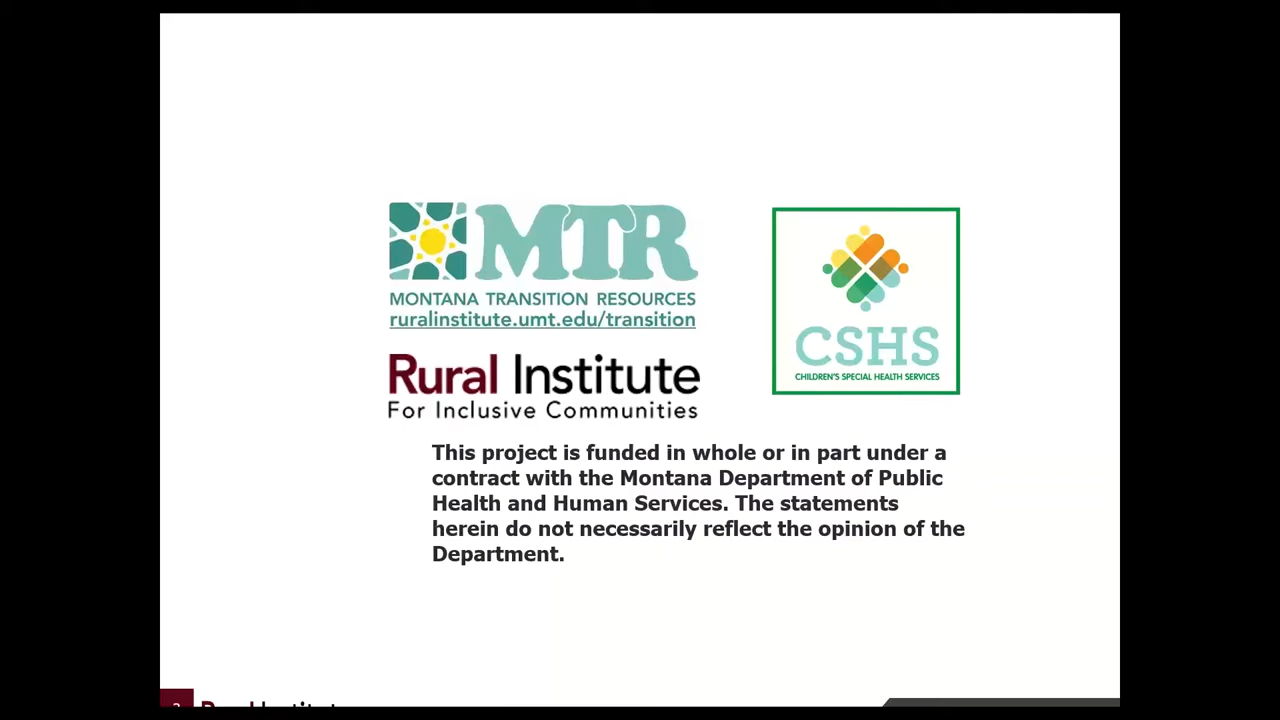 MTR
MONTANA TRANSITION RESOURCES
ruralinstitute.umt.edu/transition
Rural Institute
For Inclusive Communities
CSHS
CHILDREN'S SPECIAL HEALTH SERVICES
This project is funded in whole or in part under a
contract with the Montana Department of Public
Health and Human Services. The statements
herein do not necessarily reflect the opinion of the
Department.
Rural Institute